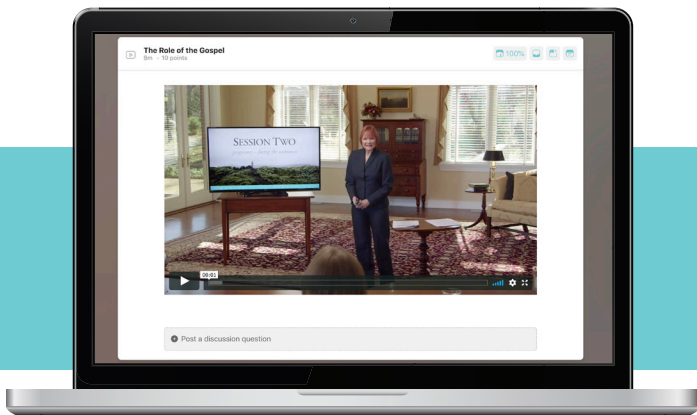 The Role of the Gospel
8m · 10 points
100%
SESSION TWO
00:01
Post a discussion question